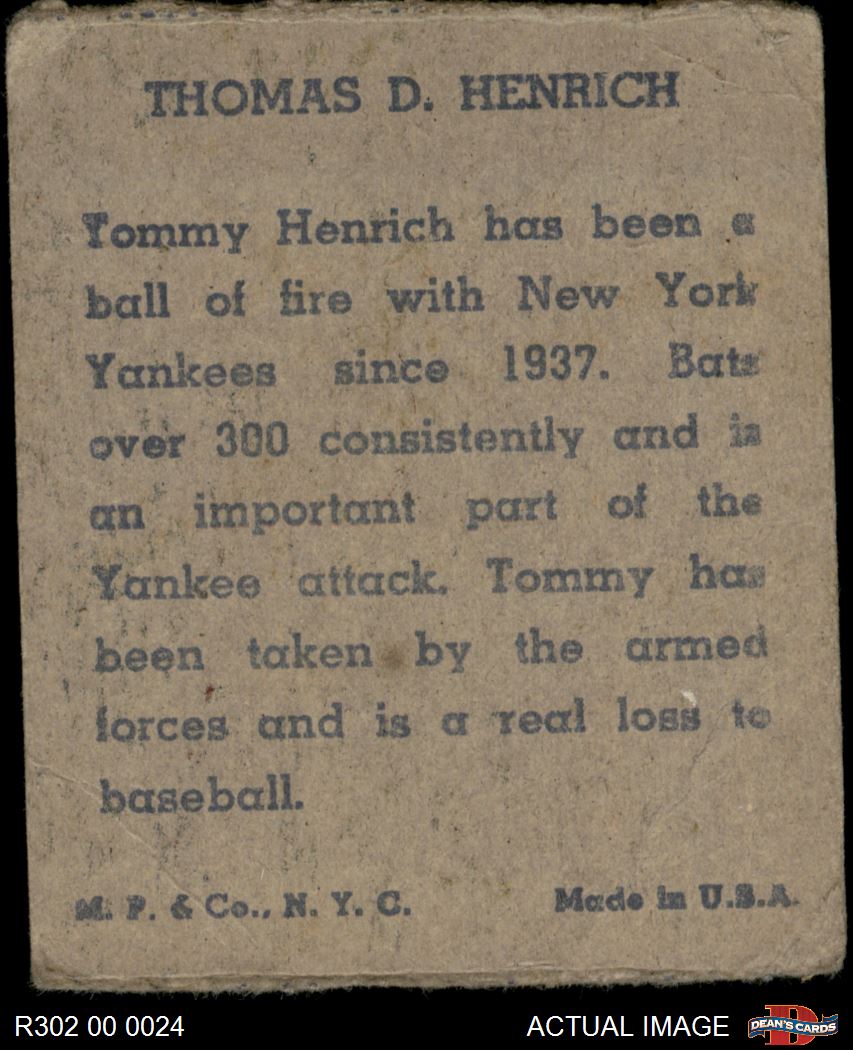 THOMAS D. HENRICH
Tommy Henrich has been a
ball of fire with New York
Yankees since 1937. Bats
over 300 consistently and is
an important part of the
Yankee attack. Tommy has
been taken by the armed
forces and is a real loss to
baseball.
M. P. & Co., N. Y. C. Made in U.S.A.
R302 00 0024 ACTUAL IMAGE D DEAN'S CARDS